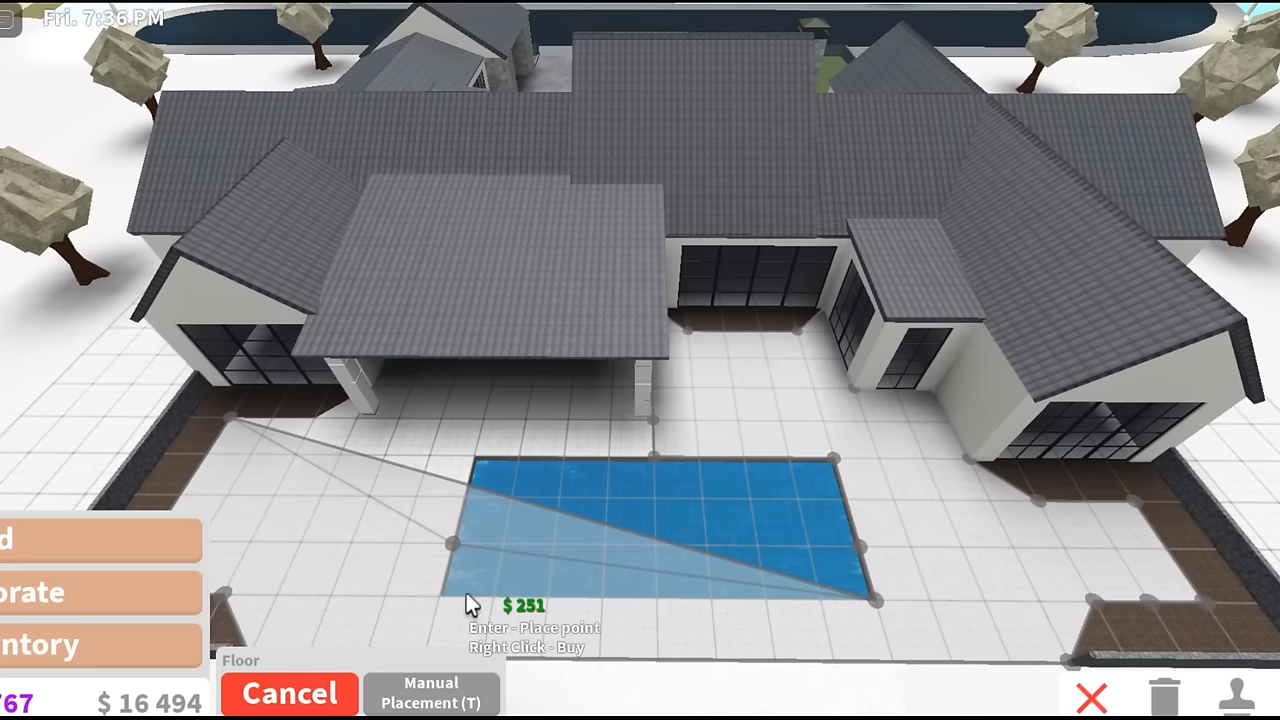 Fri. 7:36 PM
d
orate
ntory
767
$ 16 494
$ 251
Enter - Place point
Right Click - Buy
Floor
Cancel
Manual
Placement (T)